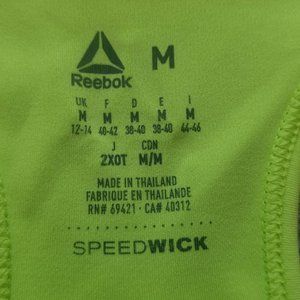 M
Reebok
UK F D E I
M M M M M
12-14 40-42 38-40 38-40 44-46
J CDN
2XOT M/M
MADE IN THAILAND
FABRIQUE EN THAILANDE
RN# 69421 - CA# 40312
SPEEDWICK